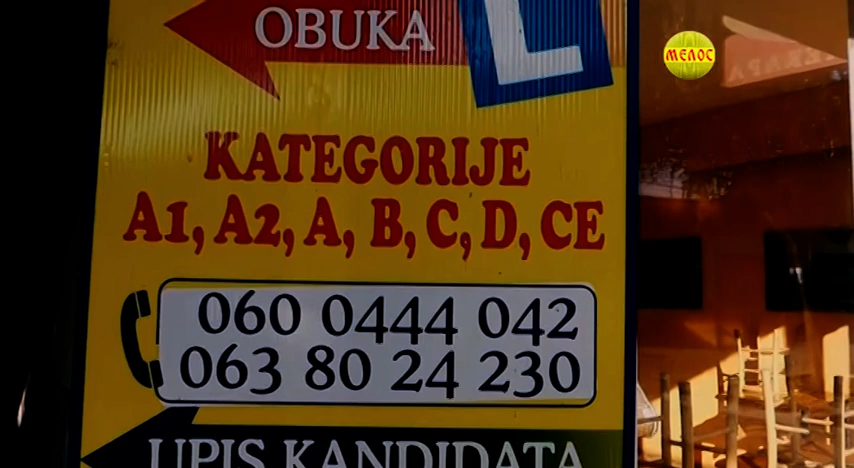 OBUKA
L
МЕЛОС
KATEGORIJE
A1, A2, A, B, C, D, CE
060 0444 042
063 80 24 230
UPIS KANDIDATA